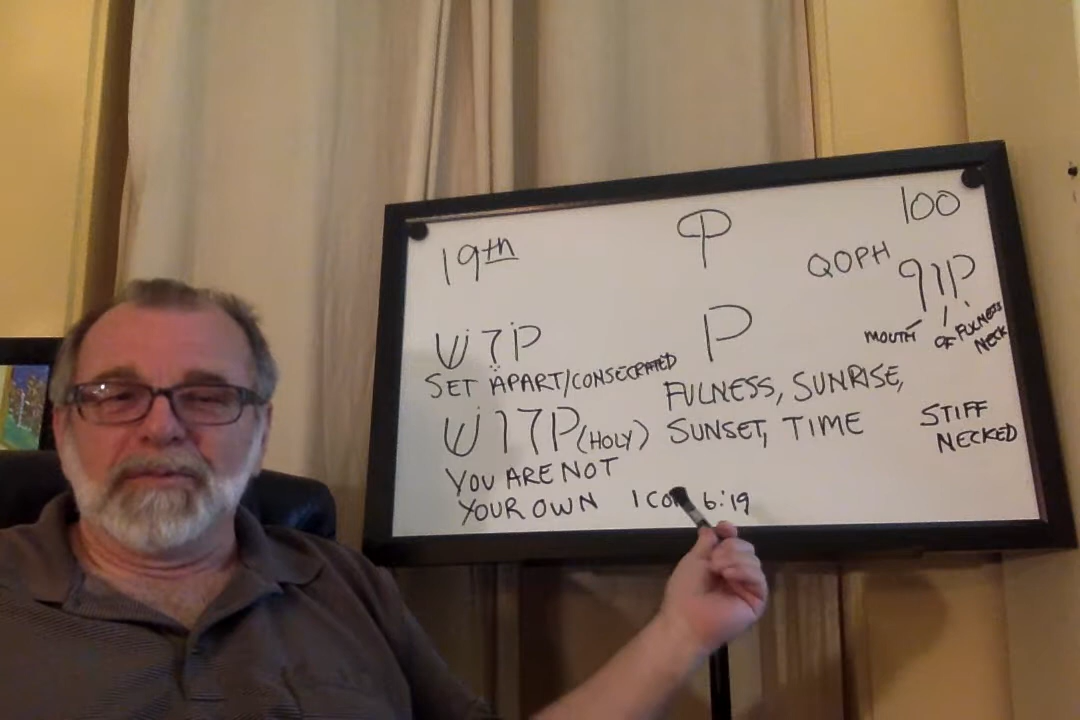 19th 𐤒 100
QOPH קוף
MOUTH OF FULNESS
NECK
STIFF
NECKED
ק
FULNESS, SUNRISE,
SUNSET, TIME
קדש
SET APART/CONSECRATED
קדוש (HOLY)
YOU ARE NOT
YOUR OWN 1 COR 6:19